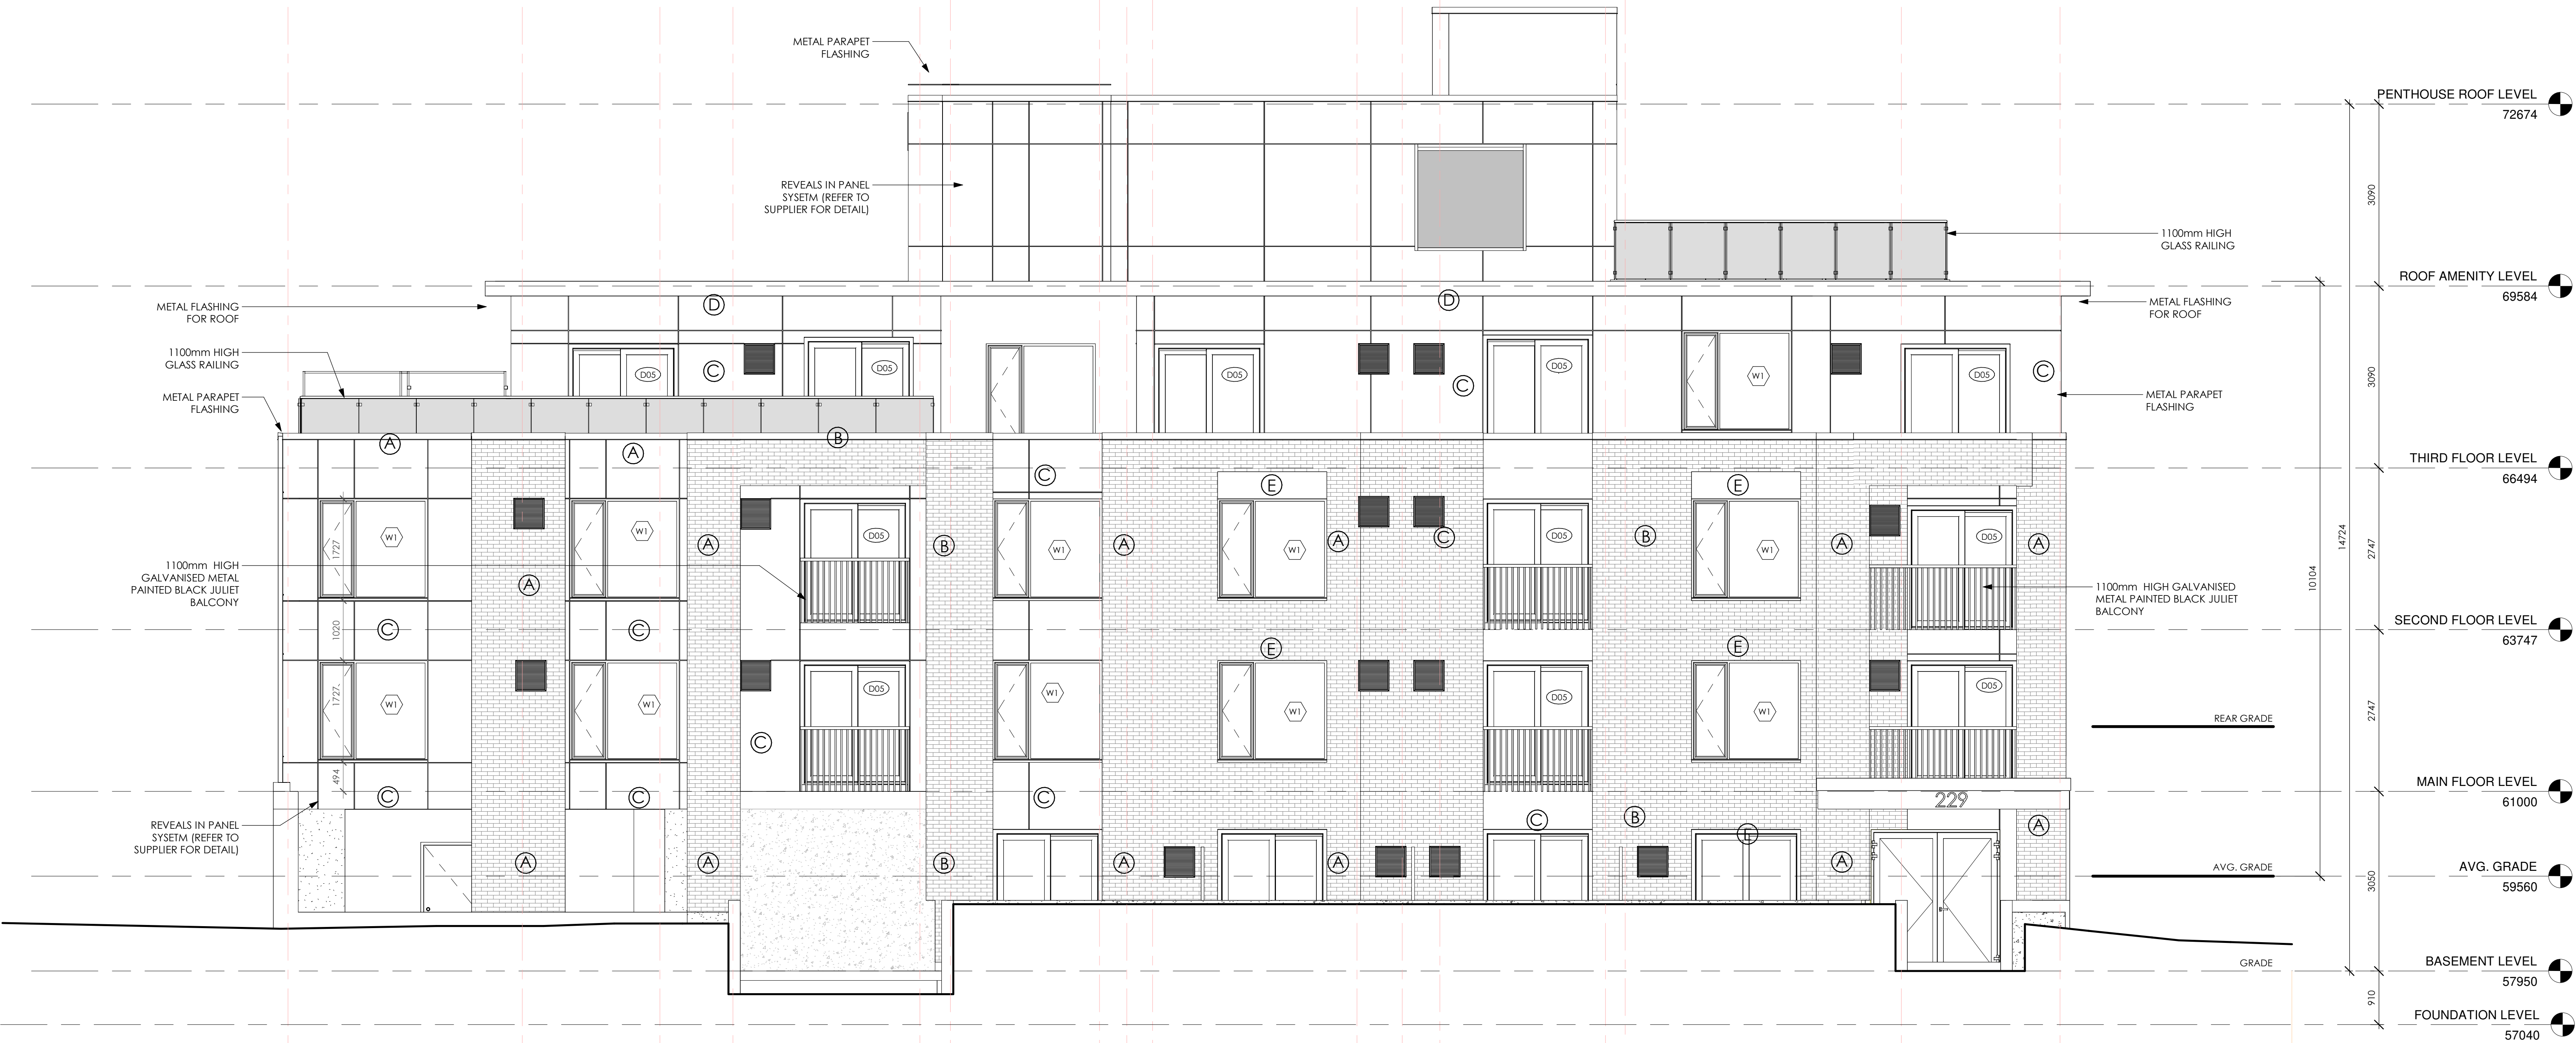 METAL PARAPET
FLASHING
PENTHOUSE ROOF LEVEL
72674
REVEALS IN PANEL
SYSETM (REFER TO
SUPPLIER FOR DETAIL)
3090
1100mm HIGH
GLASS RAILING
ROOF AMENITY LEVEL
69584
METAL FLASHING
FOR ROOF
D
D
METAL FLASHING
FOR ROOF
1100mm HIGH
GLASS RAILING
D05
C
D05
D05
C
D05
W1
D05
C
3090
METAL PARAPET
FLASHING
METAL PARAPET
FLASHING
A
A
B
THIRD FLOOR LEVEL
66494
C
E
E
W1
1727
W1
A
D05
B
W1
A
W1
A
C
D05
B
W1
A
D05
A
14724
2747
10104
1100mm HIGH
GALVANISED METAL
PAINTED BLACK JULIET
BALCONY
A
1100mm HIGH GALVANISED
METAL PAINTED BLACK JULIET
BALCONY
1020
C
C
E
E
SECOND FLOOR LEVEL
63747
1727
W1
W1
C
D05
W1
W1
D05
W1
D05
2747
REAR GRADE
494
C
C
C
229
MAIN FLOOR LEVEL
61000
REVEALS IN PANEL
SYSETM (REFER TO
SUPPLIER FOR DETAIL)
A
A
B
A
A
C
B
E
A
A
AVG. GRADE
3050
AVG. GRADE
59560
GRADE
BASEMENT LEVEL
57950
910
FOUNDATION LEVEL
57040